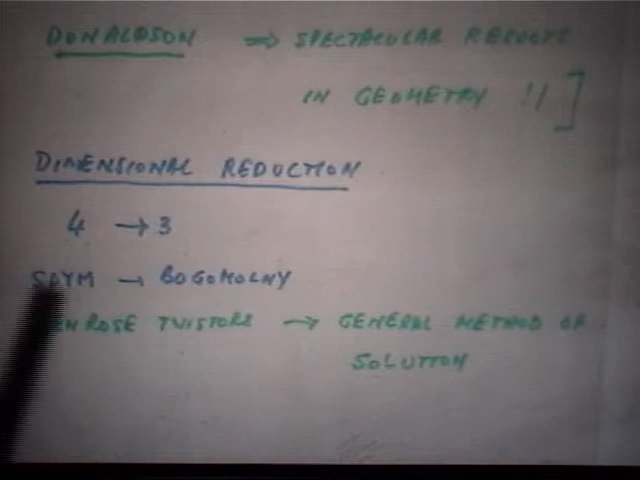 DONALDSON ⇒ SPECTACULAR RESULTS
IN GEOMETRY !!]
DIMENSIONAL REDUCTION
4 → 3
SDYM → BOGOMOLNY
PENROSE TWISTORS → GENERAL METHOD OF
SOLUTION